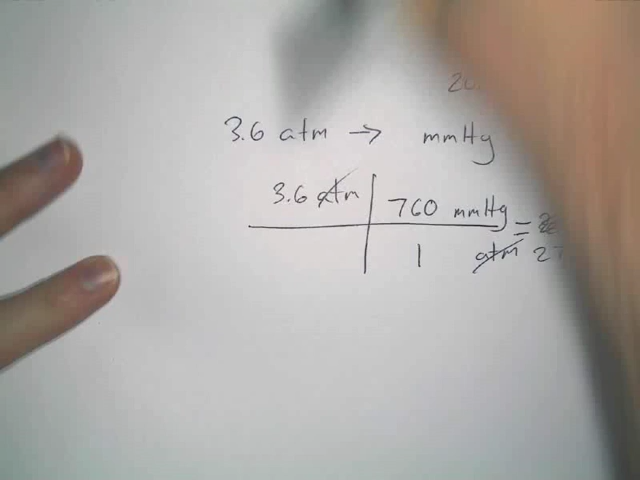 3.6 atm → mmHg
3.6 atm | 760 mmHg =
1 atm